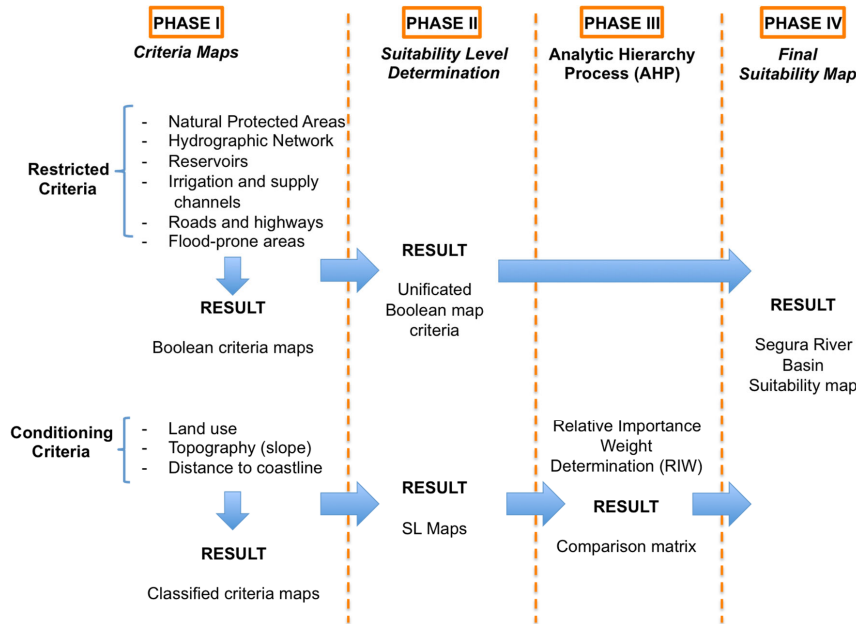 PHASE I
Criteria Maps
PHASE II
Suitability Level
Determination
PHASE III
Analytic Hierarchy
Process (AHP)
PHASE IV
Final
Suitability Map
Restricted
Criteria
- Natural Protected Areas
- Hydrographic Network
- Reservoirs
- Irrigation and supply
channels
- Roads and highways
- Flood-prone areas
RESULT
Boolean criteria maps
RESULT
Unificated
Boolean map
criteria
RESULT
Segura River
Basin
Suitability map
Conditioning
Criteria
- Land use
- Topography (slope)
- Distance to coastline
RESULT
Classified criteria maps
RESULT
SL Maps
Relative Importance
Weight
Determination (RIW)
RESULT
Comparison matrix